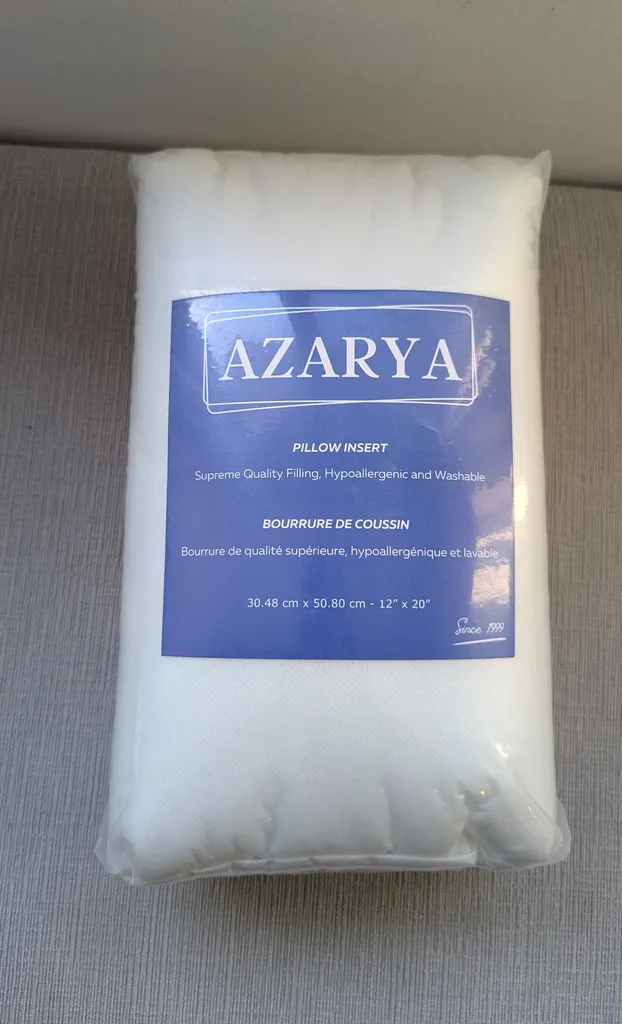 AZARYA
PILLOW INSERT
Supreme Quality Filling, Hypoallergenic and Washable
BOURRURE DE COUSSIN
Bourrure de qualité supérieure, hypoallergénique et lavable
30.48 cm x 50.80 cm - 12” x 20”
Since 1999